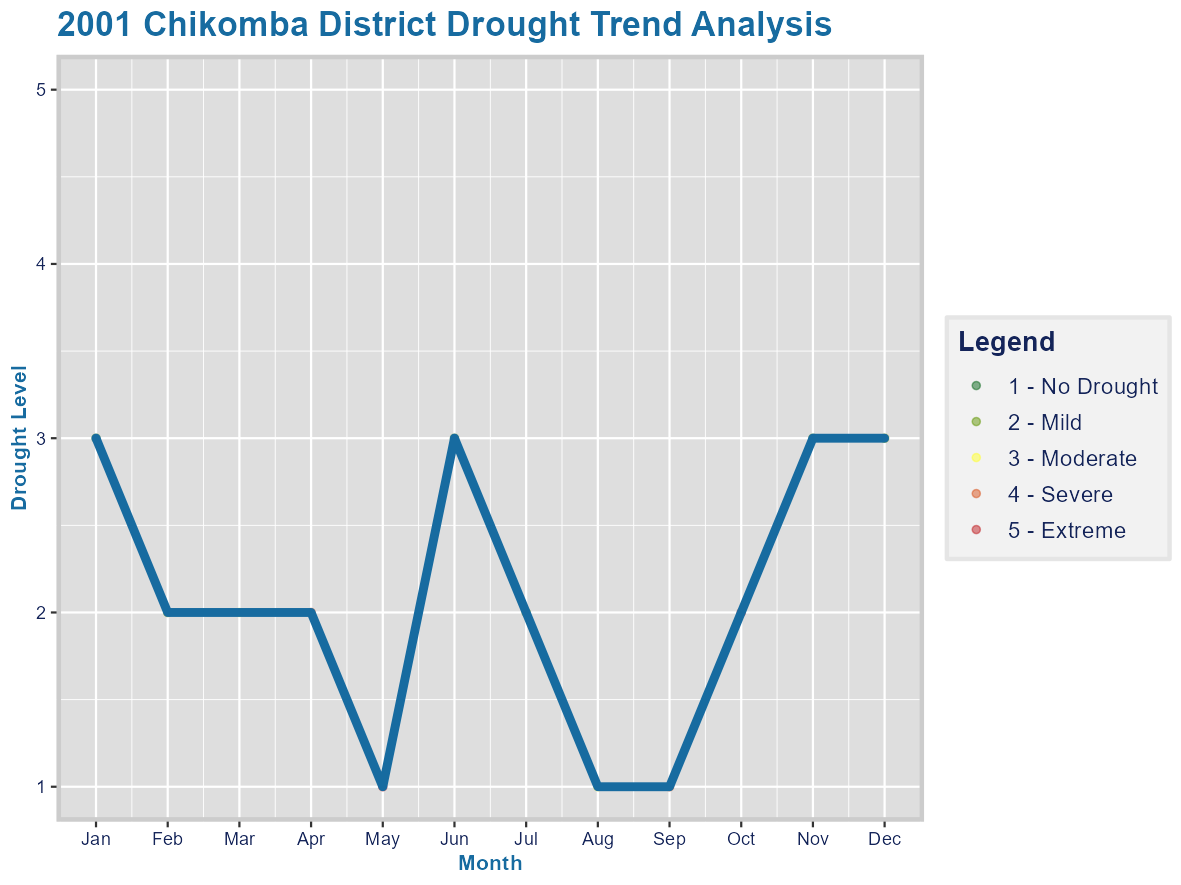 2001 Chikomba District Drought Trend Analysis
Drought Level
5
4
3
2
1
Jan Feb Mar Apr May Jun Jul Aug Sep Oct Nov Dec
Month
Legend
1 - No Drought
2 - Mild
3 - Moderate
4 - Severe
5 - Extreme